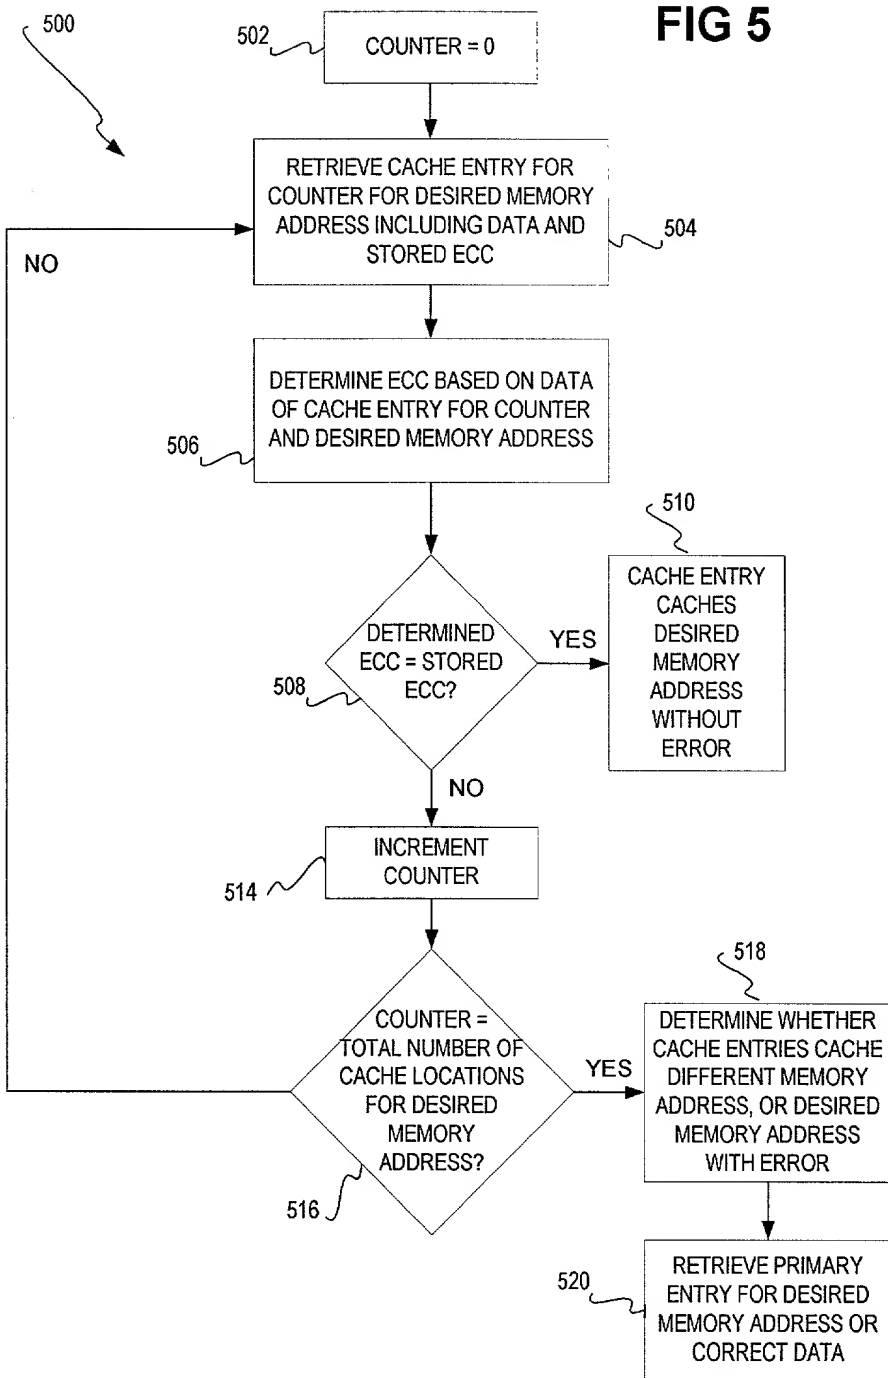 FIG 5
500
502
COUNTER = 0
RETRIEVE CACHE ENTRY FOR
COUNTER FOR DESIRED MEMORY
ADDRESS INCLUDING DATA AND
STORED ECC
504
NO
DETERMINE ECC BASED ON DATA
OF CACHE ENTRY FOR COUNTER
AND DESIRED MEMORY ADDRESS
506
510
CACHE ENTRY
CACHES
DESIRED
MEMORY
ADDRESS
WITHOUT
ERROR
DETERMINED
ECC = STORED
ECC?
YES
508
NO
INCREMENT
COUNTER
514
518
COUNTER =
TOTAL NUMBER OF
CACHE LOCATIONS
FOR DESIRED
MEMORY
ADDRESS?
YES
516
DETERMINE WHETHER
CACHE ENTRIES CACHE
DIFFERENT MEMORY
ADDRESS, OR DESIRED
MEMORY ADDRESS
WITH ERROR
520
RETRIEVE PRIMARY
ENTRY FOR DESIRED
MEMORY ADDRESS OR
CORRECT DATA